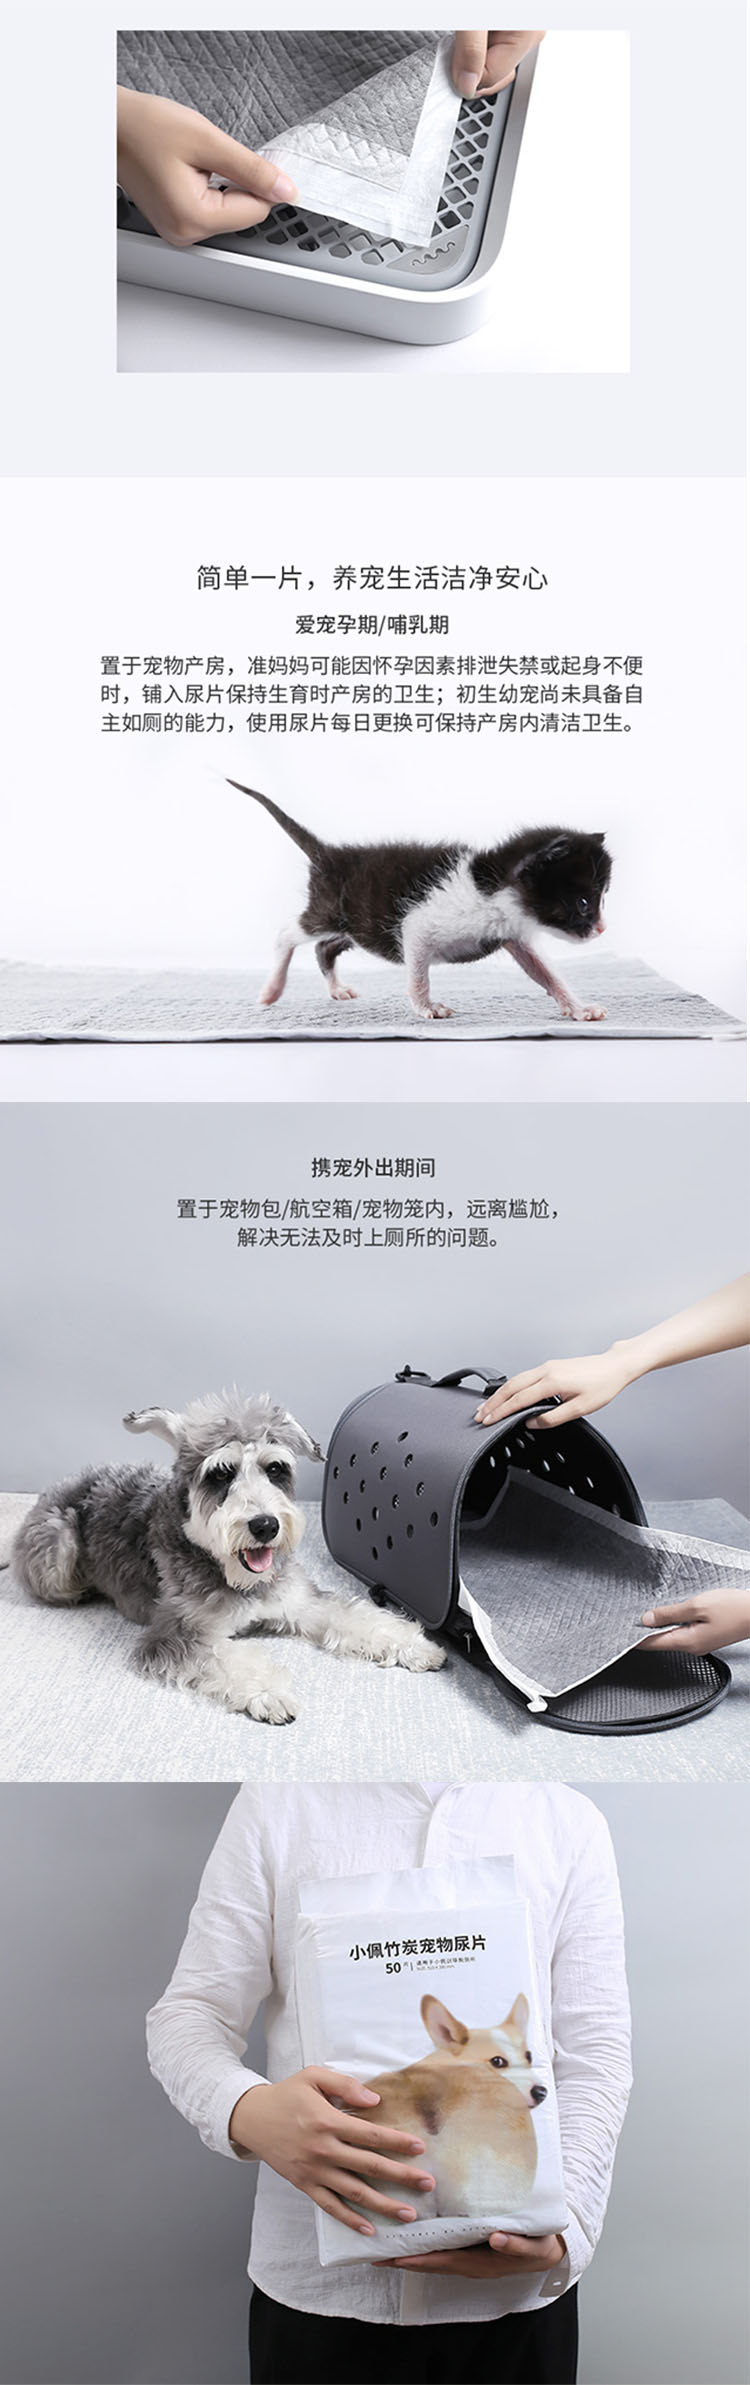 简单一片，养宠生活洁净安心
爱宠孕期/哺乳期
置于宠物产房，准妈妈可能因怀孕因素排泄失禁或起身不便
时，铺入尿片保持生育时产房的卫生；初生幼宠尚未具备自
主如厕的能力，使用尿片每日更换可保持产房内清洁卫生。
携宠外出期间
置于宠物包/航空箱/宠物笼内，远离尴尬，
解决无法及时上厕所的问题。
小佩竹炭宠物尿片
50片